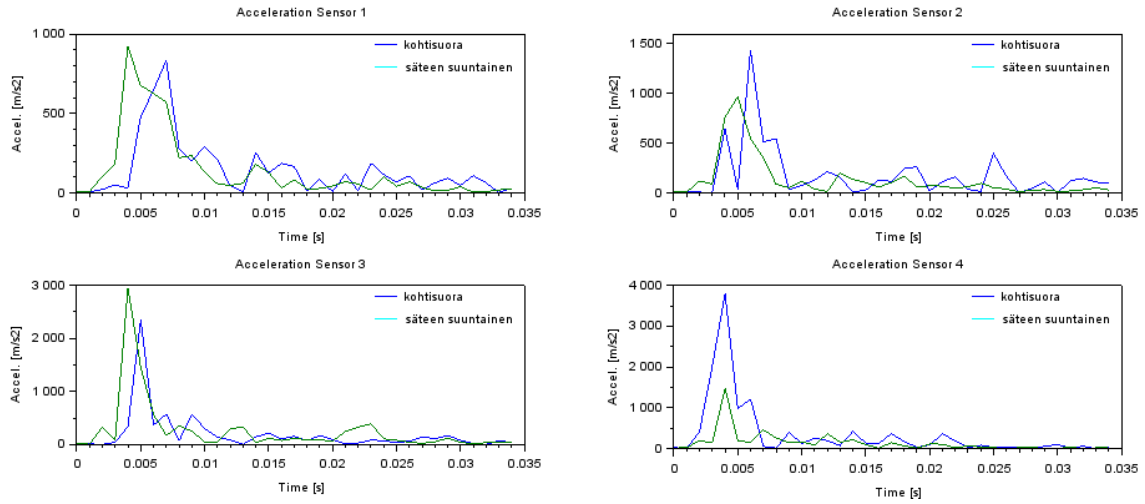 Acceleration Sensor 1
1 000
500
0
Accel. [m/s2]
kohtisuora
säteen suuntainen
0 0.005 0.01 0.015 0.02 0.025 0.03 0.035
Time [s]
Acceleration Sensor 2
1 500
1 000
500
0
Accel. [m/s2]
kohtisuora
säteen suuntainen
0 0.005 0.01 0.015 0.02 0.025 0.03 0.035
Time [s]
Acceleration Sensor 3
3 000
2 000
1 000
0
Accel. [m/s2]
kohtisuora
säteen suuntainen
0 0.005 0.01 0.015 0.02 0.025 0.03 0.035
Time [s]
Acceleration Sensor 4
4 000
3 000
2 000
1 000
0
Accel. [m/s2]
kohtisuora
säteen suuntainen
0 0.005 0.01 0.015 0.02 0.025 0.03 0.035
Time [s]